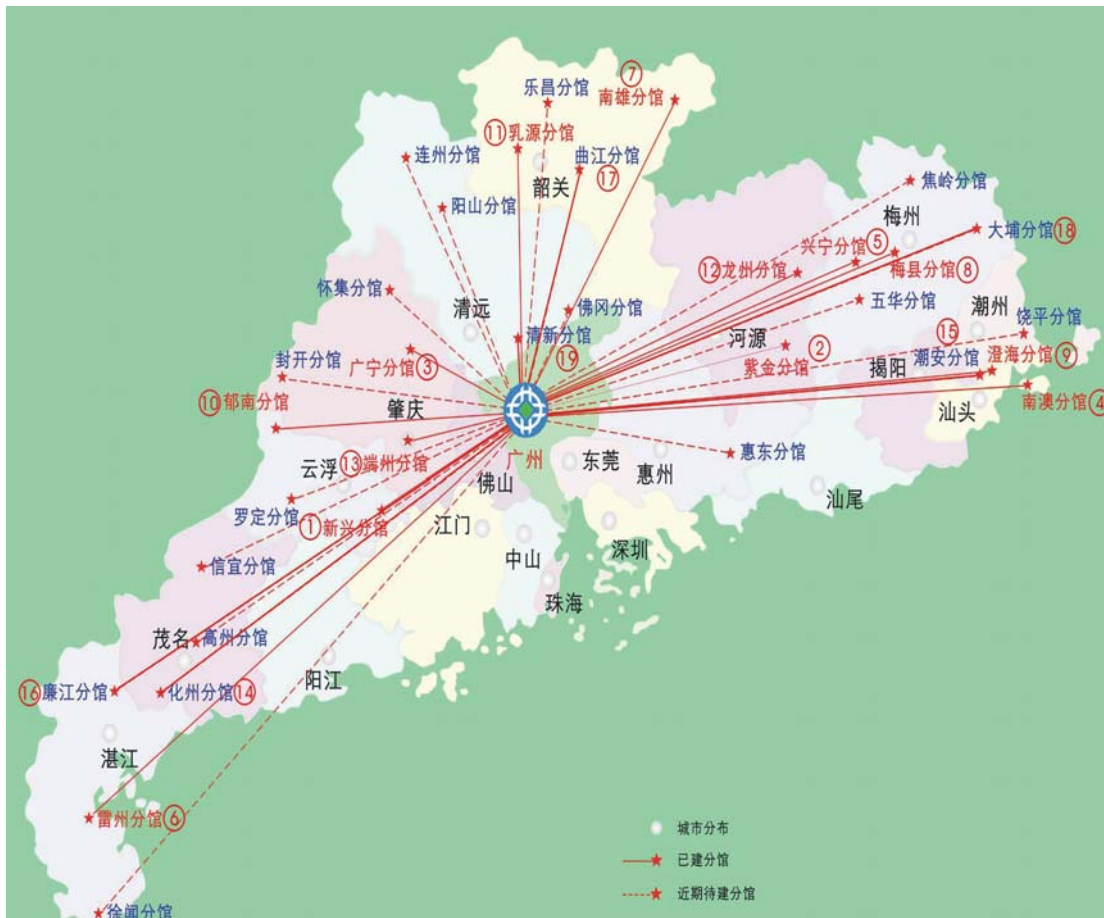 ⑦
乐昌分馆
南雄分馆
⑪乳源分馆
连州分馆
曲江分馆
⑰
韶关
焦岭分馆
阳山分馆
梅州
大埔分馆⑱
兴宁分馆⑤
⑫龙州分馆
梅县分馆⑧
怀集分馆
五华分馆
佛冈分馆
潮州
清远
清新分馆
饶平分馆
河源
⑮
⑲
②
封开分馆
广宁分馆③
紫金分馆
揭阳
潮安分馆
澄海分馆⑨
⑩郁南分馆
肇庆
南澳分馆④
汕头
惠东分馆
⑬端州分馆
广州
东莞
云浮
惠州
佛山
汕尾
罗定分馆
①新兴分馆
江门
深圳
中山
信宜分馆
珠海
茂名
高州分馆
阳江
⑯廉江分馆
化州分馆⑭
湛江
雷州分馆⑥
城市分布
已建分馆
近期待建分馆
徐闻分馆